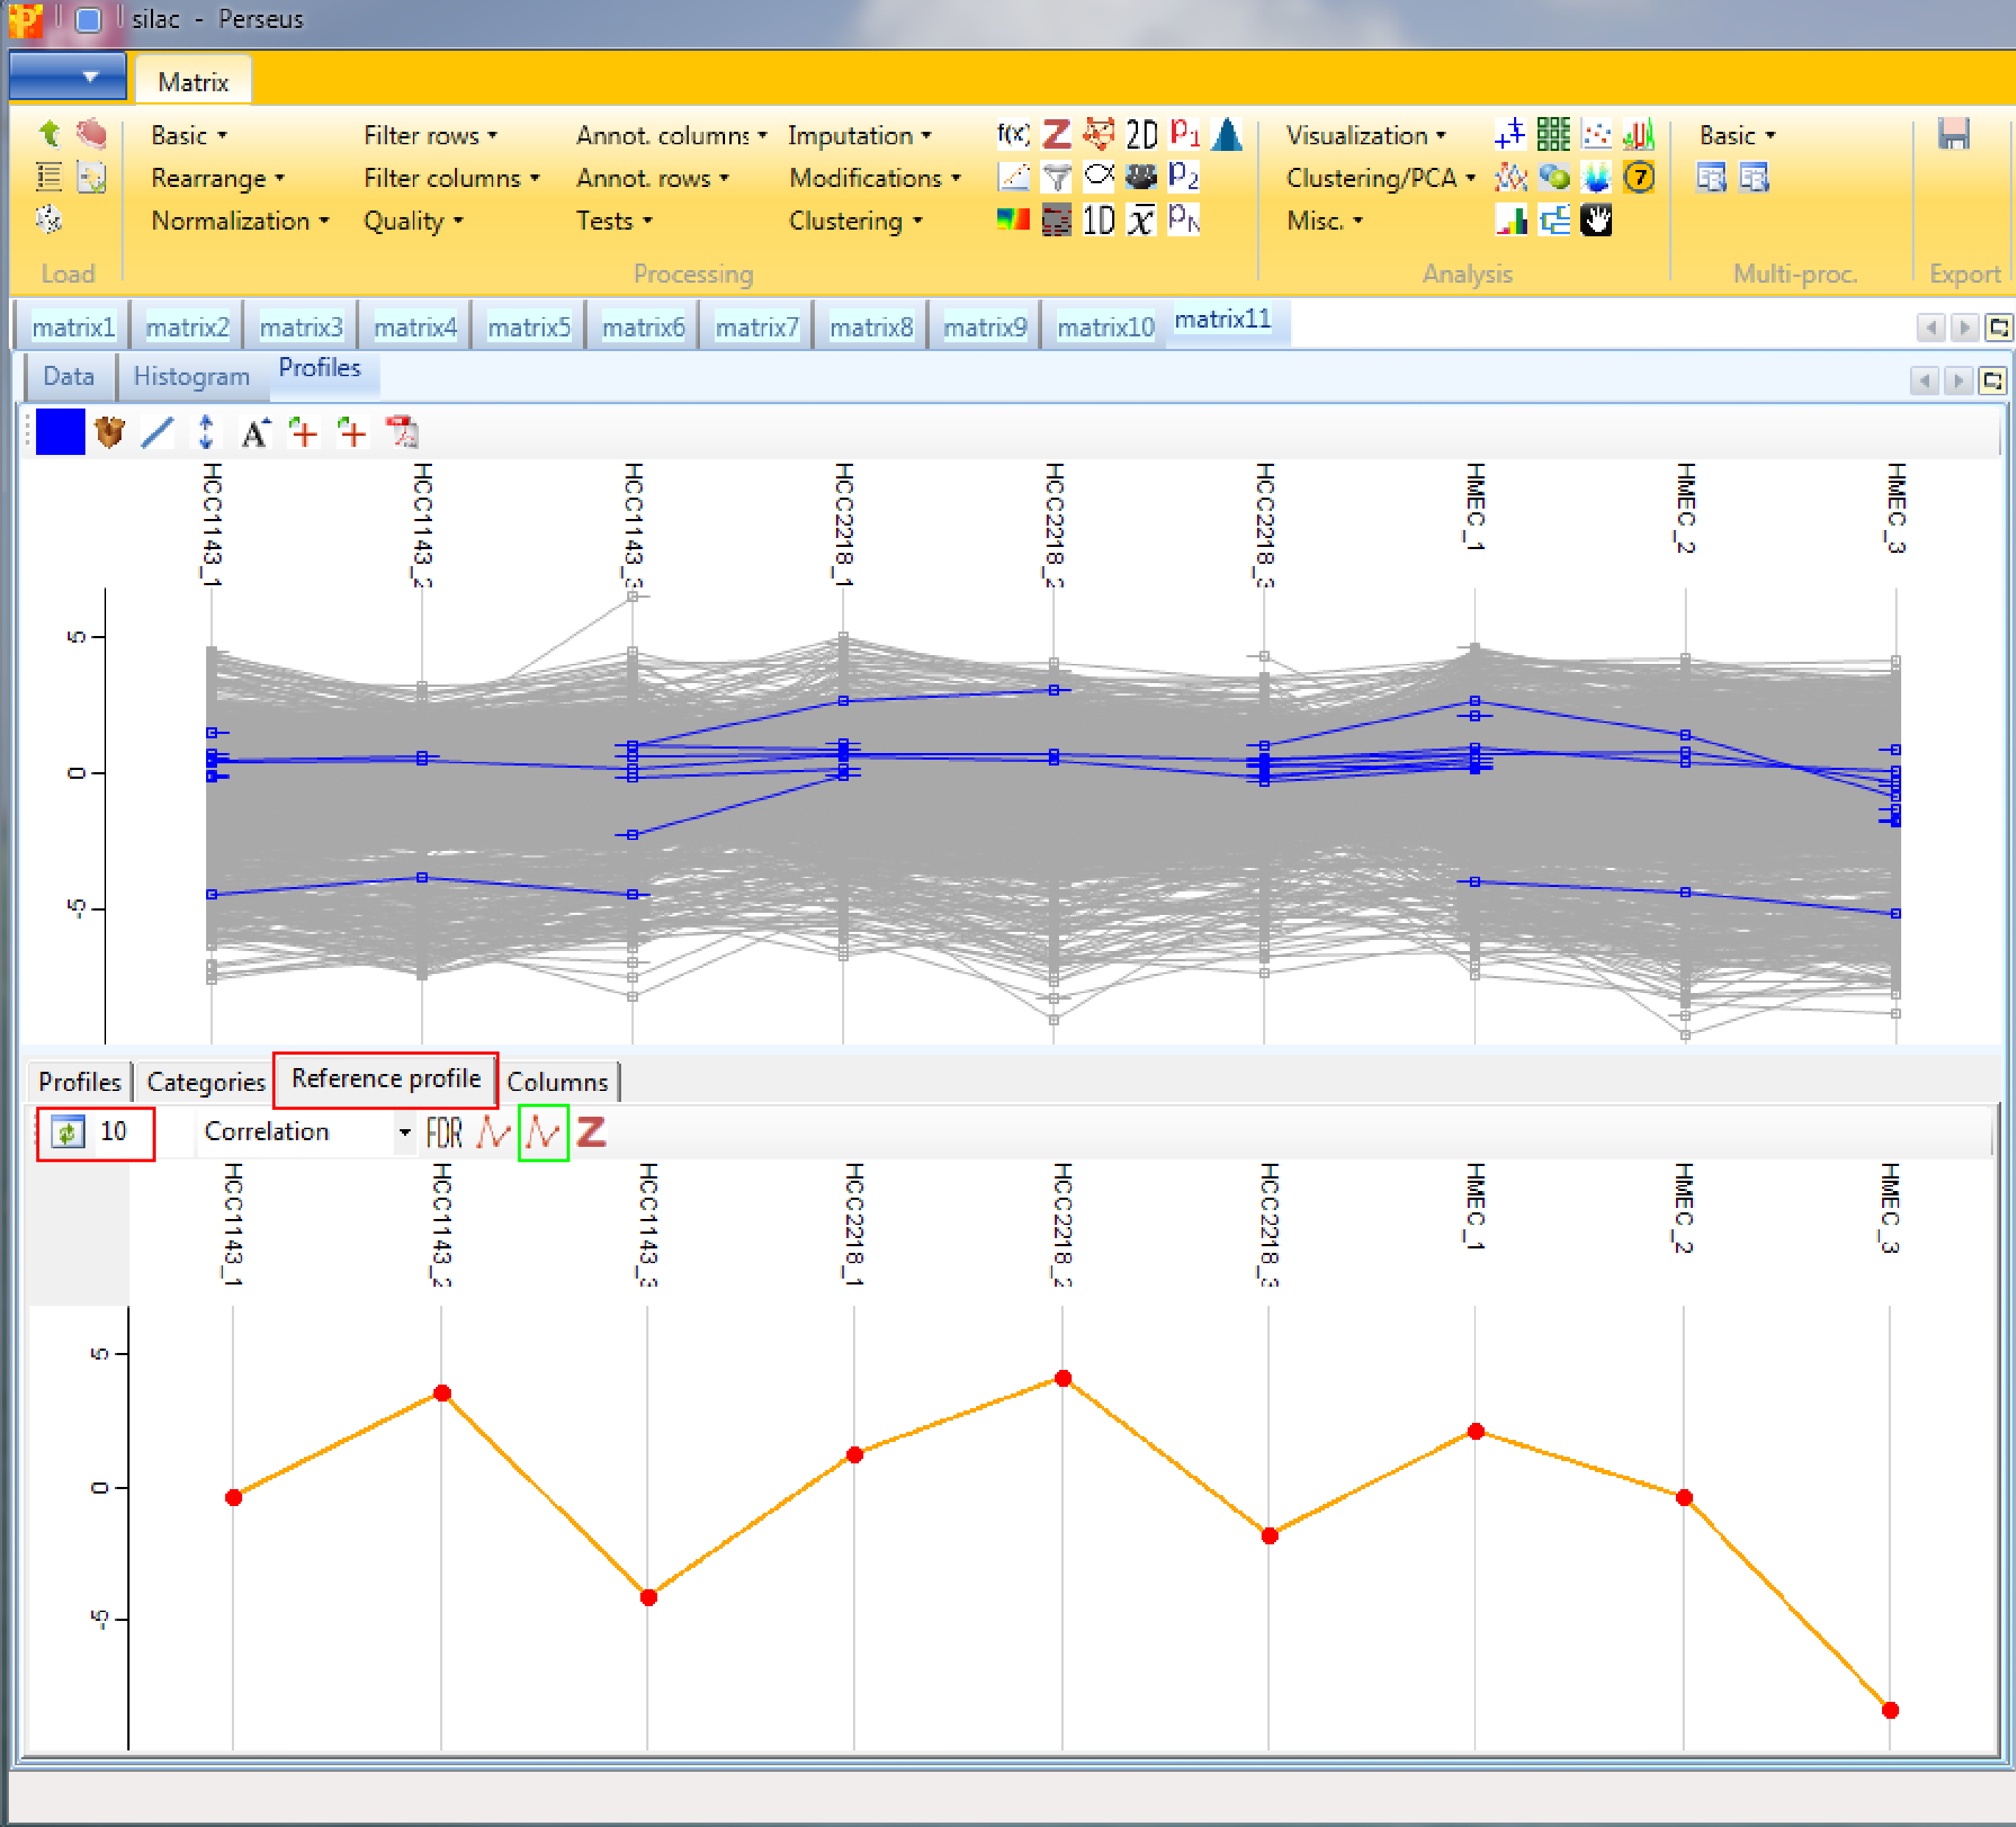 silac - Perseus
Matrix
Basic Filter rows Annot. columns Imputation f(x) Z 2D p1 Visualization Basic
Rearrange Filter columns Annot. rows Modifications p2 Clustering/PCA 7
Normalization Quality Tests Clustering 1D x pN Misc.
Load Processing Analysis Multi-proc. Export
matrix1 matrix2 matrix3 matrix4 matrix5 matrix6 matrix7 matrix8 matrix9 matrix10 matrix11
Data Histogram Profiles
A
HCC1143_1 HCC1143_2 HCC1143_3 HCC2218_1 HCC2218_2 HCC2218_3 HMEC_1 HMEC_2 HMEC_3
5
0
-5
Profiles Categories Reference profile Columns
10 Correlation FDR Z
HCC1143_1 HCC1143_2 HCC1143_3 HCC2218_1 HCC2218_2 HCC2218_3 HMEC_1 HMEC_2 HMEC_3
5
0
-5